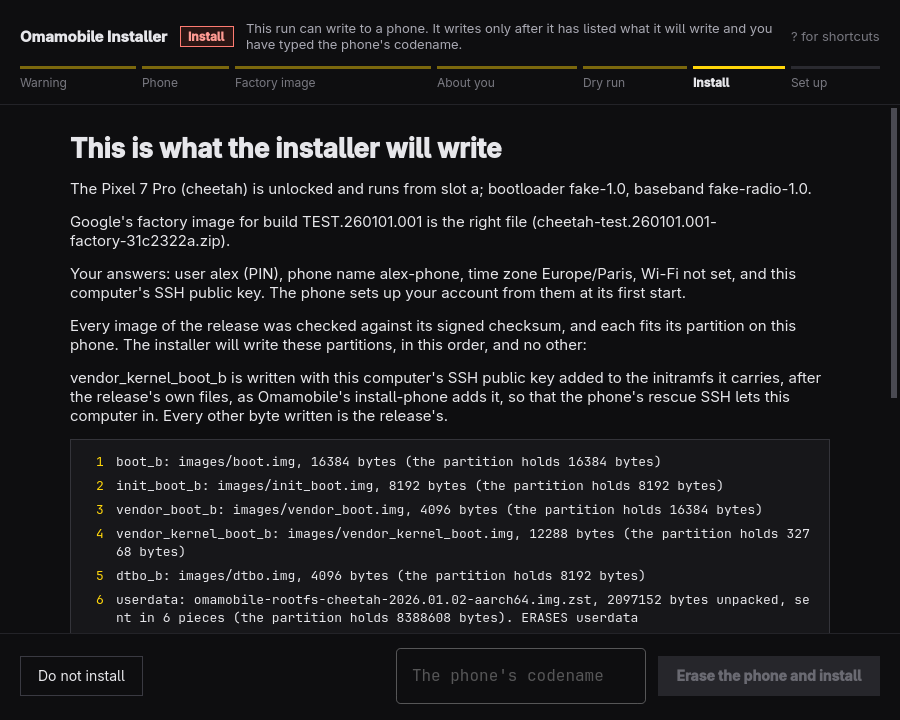 Omamobile Installer
Install
This run can write to a phone. It writes only after it has listed what it will write and you
have typed the phone's codename.
? for shortcuts
Warning
Phone
Factory image
About you
Dry run
Install
Set up
This is what the installer will write
The Pixel 7 Pro (cheetah) is unlocked and runs from slot a; bootloader fake-1.0, baseband fake-radio-1.0.
Google's factory image for build TEST.260101.001 is the right file (cheetah-test.260101.001-
factory-31c2322a.zip).
Your answers: user alex (PIN), phone name alex-phone, time zone Europe/Paris, Wi-Fi not set, and this
computer's SSH public key. The phone sets up your account from them at its first start.
Every image of the release was checked against its signed checksum, and each fits its partition on this
phone. The installer will write these partitions, in this order, and no other:
vendor_kernel_boot_b is written with this computer's SSH public key added to the initramfs it carries, after
the release's own files, as Omamobile's install-phone adds it, so that the phone's rescue SSH lets this
computer in. Every other byte written is the release's.
1 boot_b: images/boot.img, 16384 bytes (the partition holds 16384 bytes)
2 init_boot_b: images/init_boot.img, 8192 bytes (the partition holds 8192 bytes)
3 vendor_boot_b: images/vendor_boot.img, 4096 bytes (the partition holds 16384 bytes)
4 vendor_kernel_boot_b: images/vendor_kernel_boot.img, 12288 bytes (the partition holds 327
68 bytes)
5 dtbo_b: images/dtbo.img, 4096 bytes (the partition holds 8192 bytes)
6 userdata: omamobile-rootfs-cheetah-2026.01.02-aarch64.img.zst, 2097152 bytes unpacked, se
nt in 6 pieces (the partition holds 8388608 bytes). ERASES userdata
Do not install
The phone's codename
Erase the phone and install